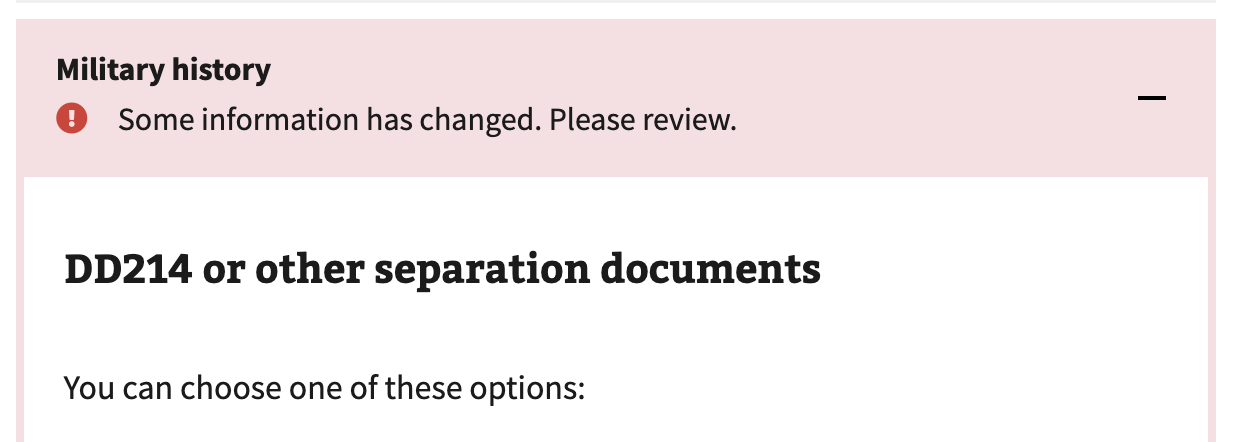 Military history
Some information has changed. Please review.
DD214 or other separation documents
You can choose one of these options: